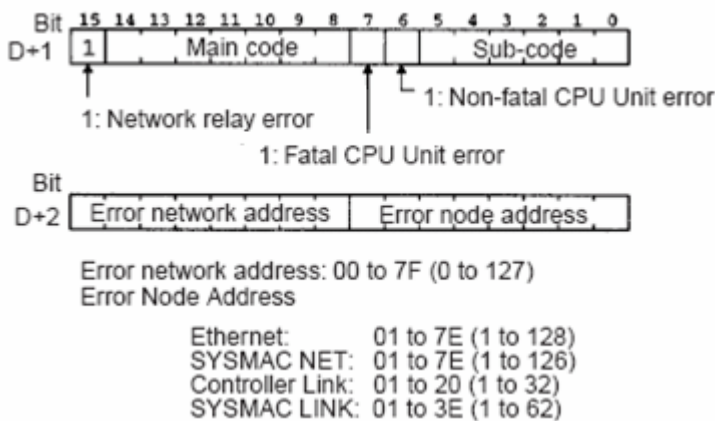 Bit 15 14 13 12 11 10 9 8 7 6 5 4 3 2 1 0
D+1 1 Main code Sub-code
1: Non-fatal CPU Unit error
1: Network relay error
1: Fatal CPU Unit error
Bit
D+2 Error network address Error node address
Error network address: 00 to 7F (0 to 127)
Error Node Address
Ethernet: 01 to 7E (1 to 128)
SYSMAC NET: 01 to 7E (1 to 126)
Controller Link: 01 to 20 (1 to 32)
SYSMAC LINK: 01 to 3E (1 to 62)